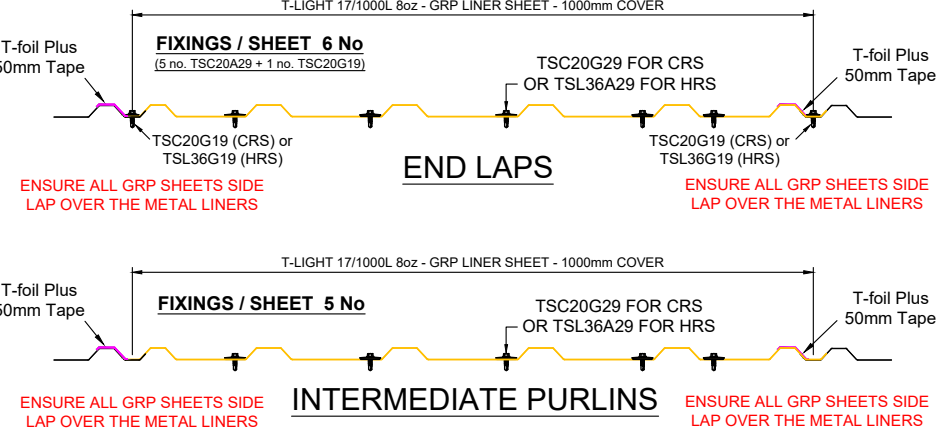 T-LIGHT 17/1000L 8oz - GRP LINER SHEET - 1000mm COVER
T-foil Plus
50mm Tape
FIXINGS / SHEET 6 No
(5 no. TSC20A29 + 1 no. TSC20G19)
TSC20G29 FOR CRS
OR TSL36A29 FOR HRS
T-foil Plus
50mm Tape
TSC20G19 (CRS) or
TSL36G19 (HRS)
TSC20G19 (CRS) or
TSL36G19 (HRS)
END LAPS
ENSURE ALL GRP SHEETS SIDE
LAP OVER THE METAL LINERS
ENSURE ALL GRP SHEETS SIDE
LAP OVER THE METAL LINERS
T-LIGHT 17/1000L 8oz - GRP LINER SHEET - 1000mm COVER
T-foil Plus
50mm Tape
FIXINGS / SHEET 5 No
TSC20G29 FOR CRS
OR TSL36A29 FOR HRS
T-foil Plus
50mm Tape
INTERMEDIATE PURLINS
ENSURE ALL GRP SHEETS SIDE
LAP OVER THE METAL LINERS
ENSURE ALL GRP SHEETS SIDE
LAP OVER THE METAL LINERS